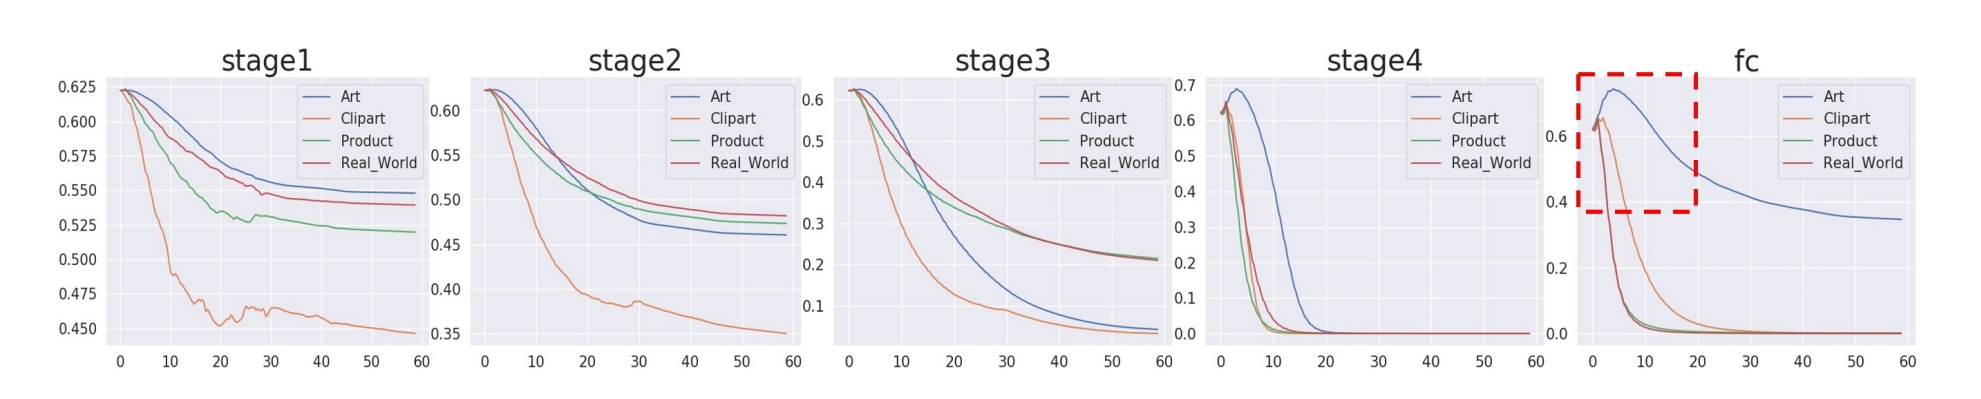 stage1
0.625
0.600
0.575
0.550
0.525
0.500
0.475
0.450
0 10 20 30 40 50 60
Art
Clipart
Product
Real_World
stage2
0.60
0.55
0.50
0.45
0.40
0.35
0 10 20 30 40 50 60
Art
Clipart
Product
Real_World
stage3
0.6
0.5
0.4
0.3
0.2
0.1
0 10 20 30 40 50 60
Art
Clipart
Product
Real_World
stage4
0.7
0.6
0.5
0.4
0.3
0.2
0.1
0.0
0 10 20 30 40 50 60
Art
Clipart
Product
Real_World
fc
0.6
0.4
0.2
0.0
0 10 20 30 40 50 60
Art
Clipart
Product
Real_World